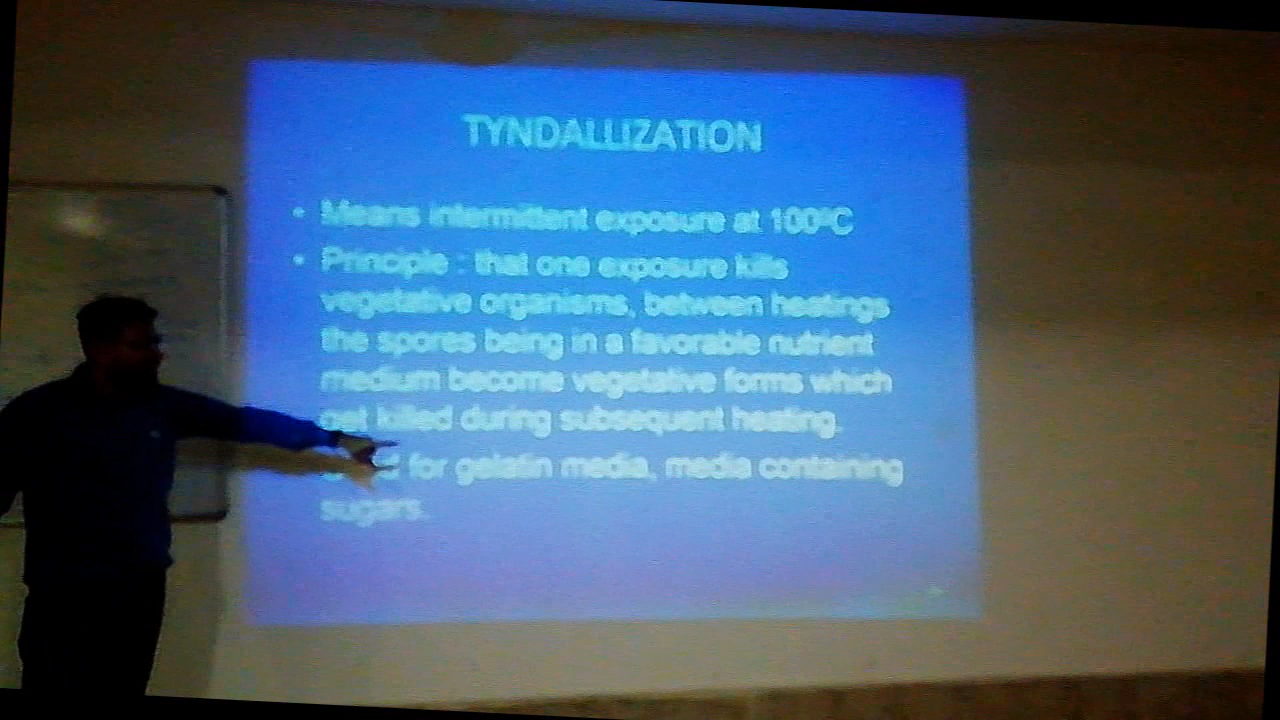 TYNDALLIZATION
• Means intermittent exposure at 100ºC
• Principle : that one exposure kills
vegetative organisms, between heatings
the spores being in a favorable nutrient
medium become vegetative forms which
get killed during subsequent heating.
for gelatin media, media containing
sugars.